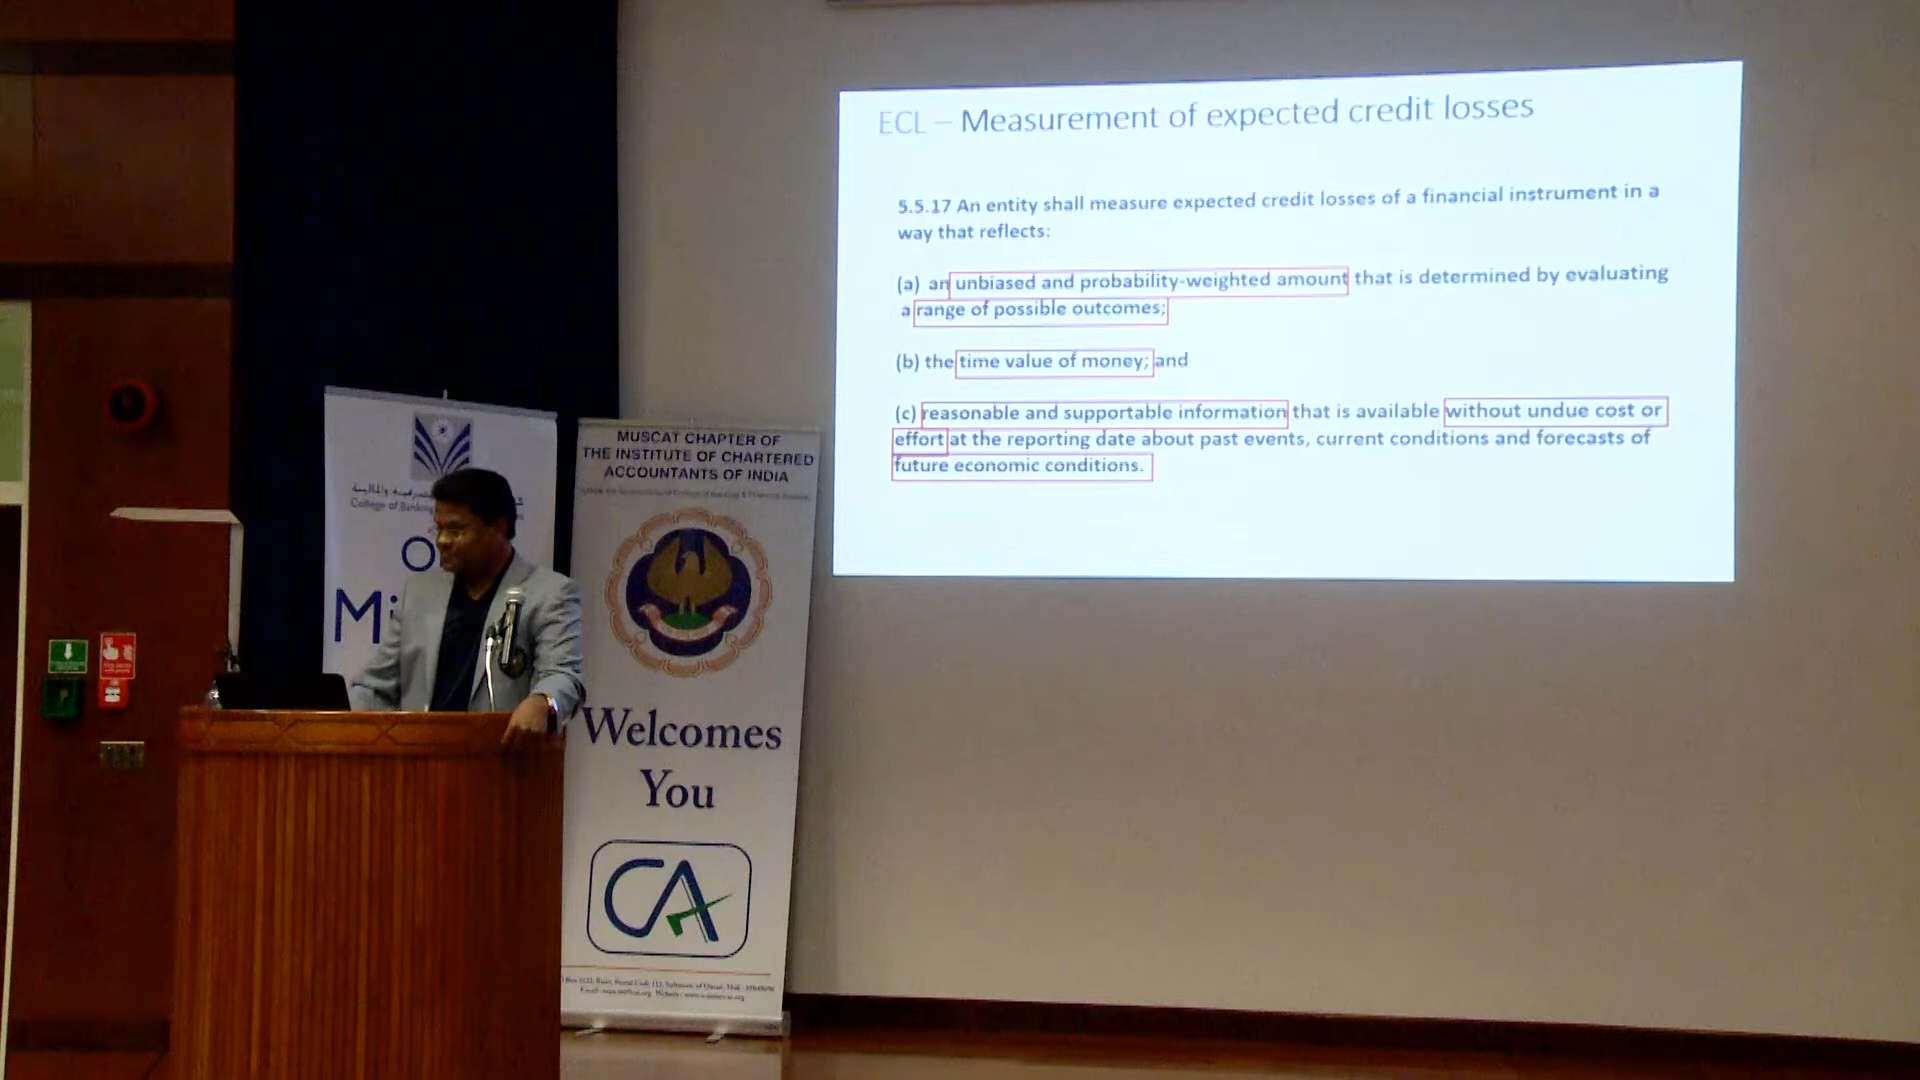 ECL – Measurement of expected credit losses
5.5.17 An entity shall measure expected credit losses of a financial instrument in a
way that reflects:
(a) an unbiased and probability-weighted amount that is determined by evaluating
a range of possible outcomes;
(b) the time value of money; and
(c) reasonable and supportable information that is available without undue cost or
effort at the reporting date about past events, current conditions and forecasts of
future economic conditions.
College of Banking
Mi
MUSCAT CHAPTER OF
THE INSTITUTE OF CHARTERED
ACCOUNTANTS OF INDIA
Welcomes
You
CA